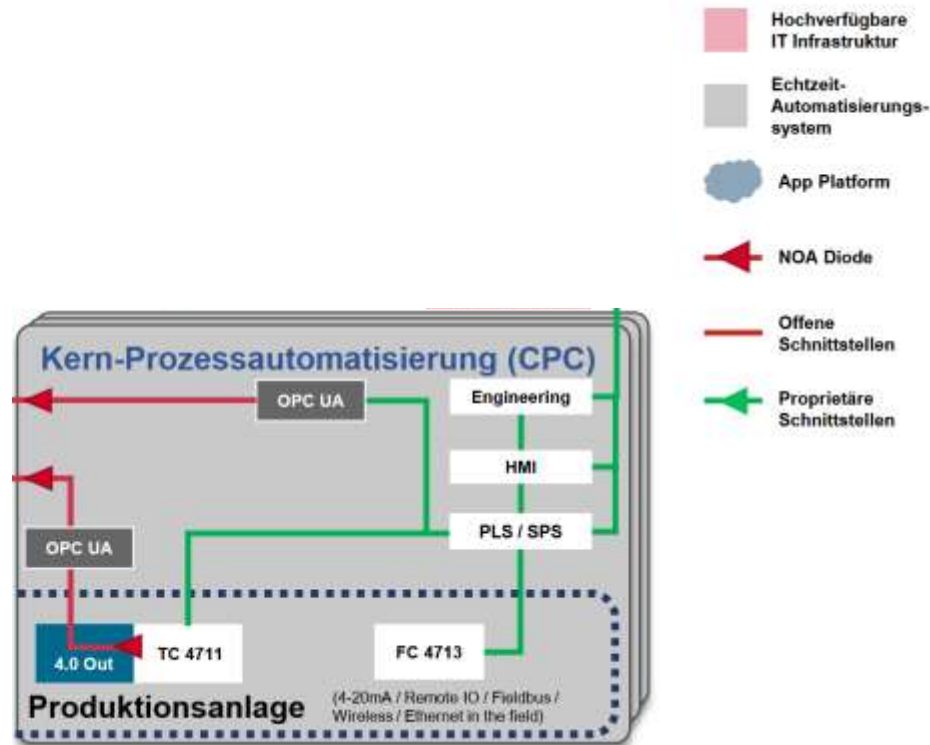 Hochverfügbare
IT Infrastruktur
Echtzeit-
Automatisierungs-
system
App Platform
NOA Diode
Offene
Schnittstellen
Proprietäre
Schnittstellen
Kern-Prozessautomatisierung (CPC)
OPC UA
Engineering
HMI
PLS / SPS
OPC UA
4.0 Out
TC 4711
FC 4713
Produktionsanlage
(4-20mA / Remote IO / Fieldbus /
Wireless / Ethernet in the field)